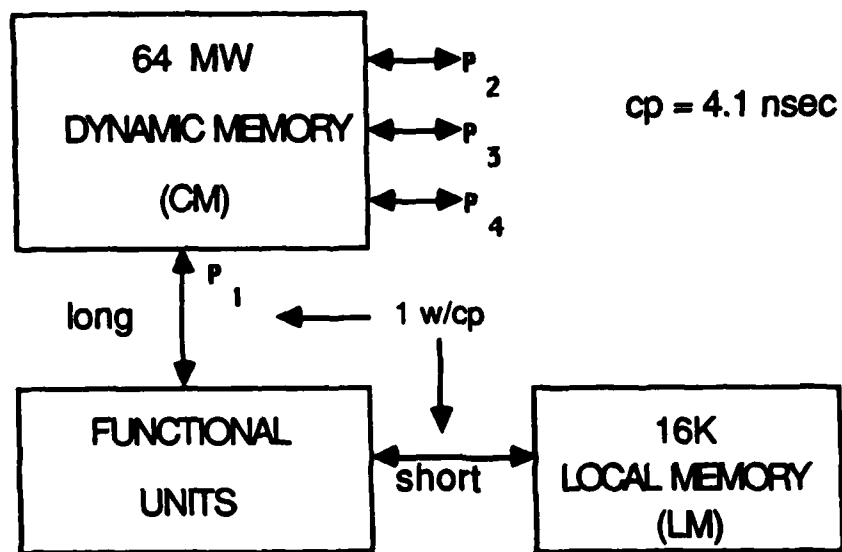 64 MW
DYNAMIC MEMORY
(CM)
P2
P3
P4
cp = 4.1 nsec
P1
long
1 w/cp
FUNCTIONAL
UNITS
short
16K
LOCAL MEMORY
(LM)